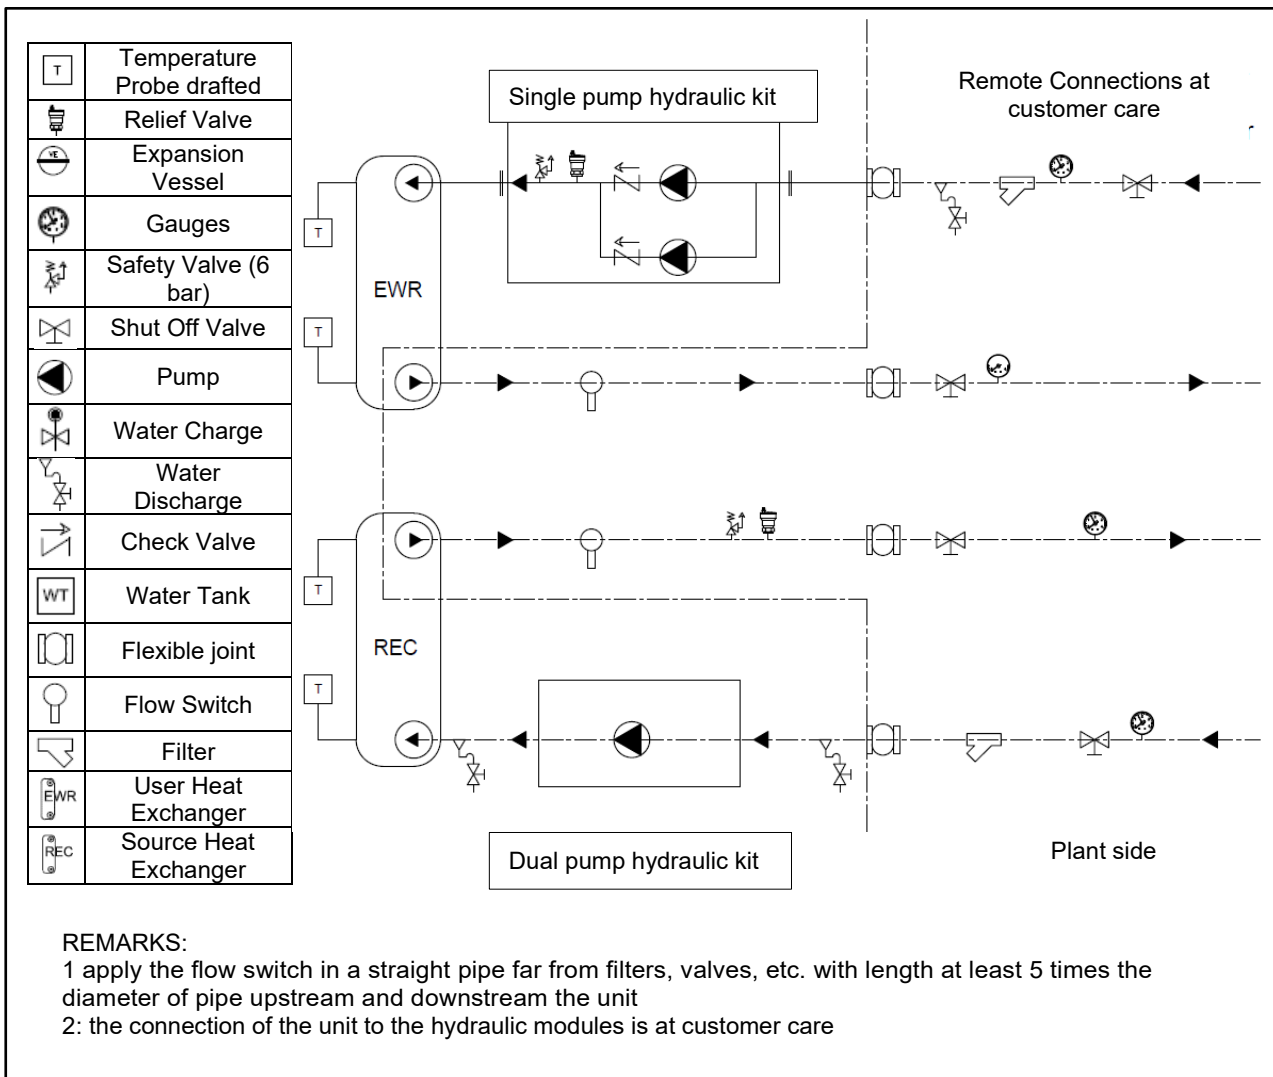 T
Temperature
Probe drafted
Relief Valve
VE
Expansion
Vessel
Gauges
Safety Valve (6
bar)
Shut Off Valve
Pump
Water Charge
Water
Discharge
Check Valve
WT
Water Tank
Flexible joint
Flow Switch
Filter
EWR
User Heat
Exchanger
REC
Source Heat
Exchanger
Single pump hydraulic kit
Remote Connections at
customer care
T
EWR
T
T
REC
T
Dual pump hydraulic kit
Plant side
REMARKS:
1 apply the flow switch in a straight pipe far from filters, valves, etc. with length at least 5 times the
diameter of pipe upstream and downstream the unit
2: the connection of the unit to the hydraulic modules is at customer care